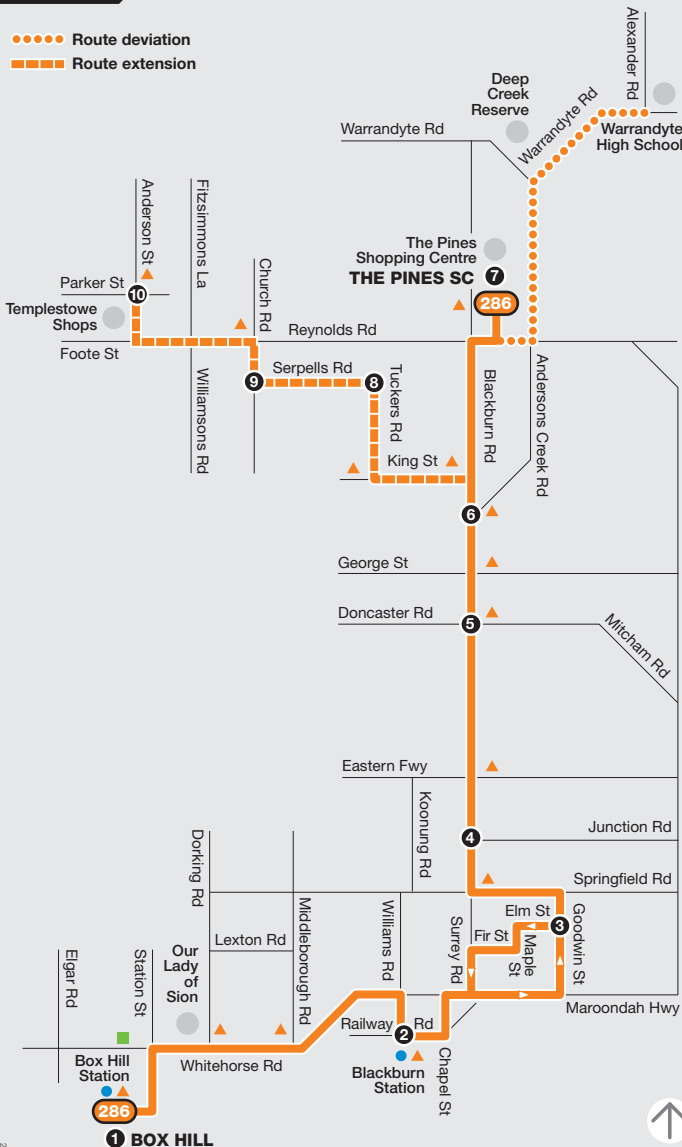 Route deviation
Route extension
Alexander Rd
Deep
Creek
Reserve
Warrandyte Rd
Warrandyte
High School
Warrandyte Rd
Anderson St
Fitzsimmons La
The Pines
Shopping Centre
THE PINES SC 7
286
Church Rd
Parker St
10
Templestowe
Shops
Foote St
Reynolds Rd
Williamsons Rd
9
Serpells Rd
8
Tuckers Rd
Blackburn Rd
Andersons Creek Rd
King St
6
George St
Doncaster Rd
5
Mitcham Rd
Eastern Fwy
Koonung Rd
4
Junction Rd
Dorking Rd
Springfield Rd
Middleborough Rd
Williams Rd
Surrey Rd
Elm St
3
Goodwin St
Fir St
Maple
St
Lexton Rd
Elgar Rd
Station St
Our
Lady
of
Sion
Maroondah Hwy
Railway
2
Rd
Whitehorse Rd
Blackburn
Station
Chapel St
Box Hill
Station
286
1 BOX HILL